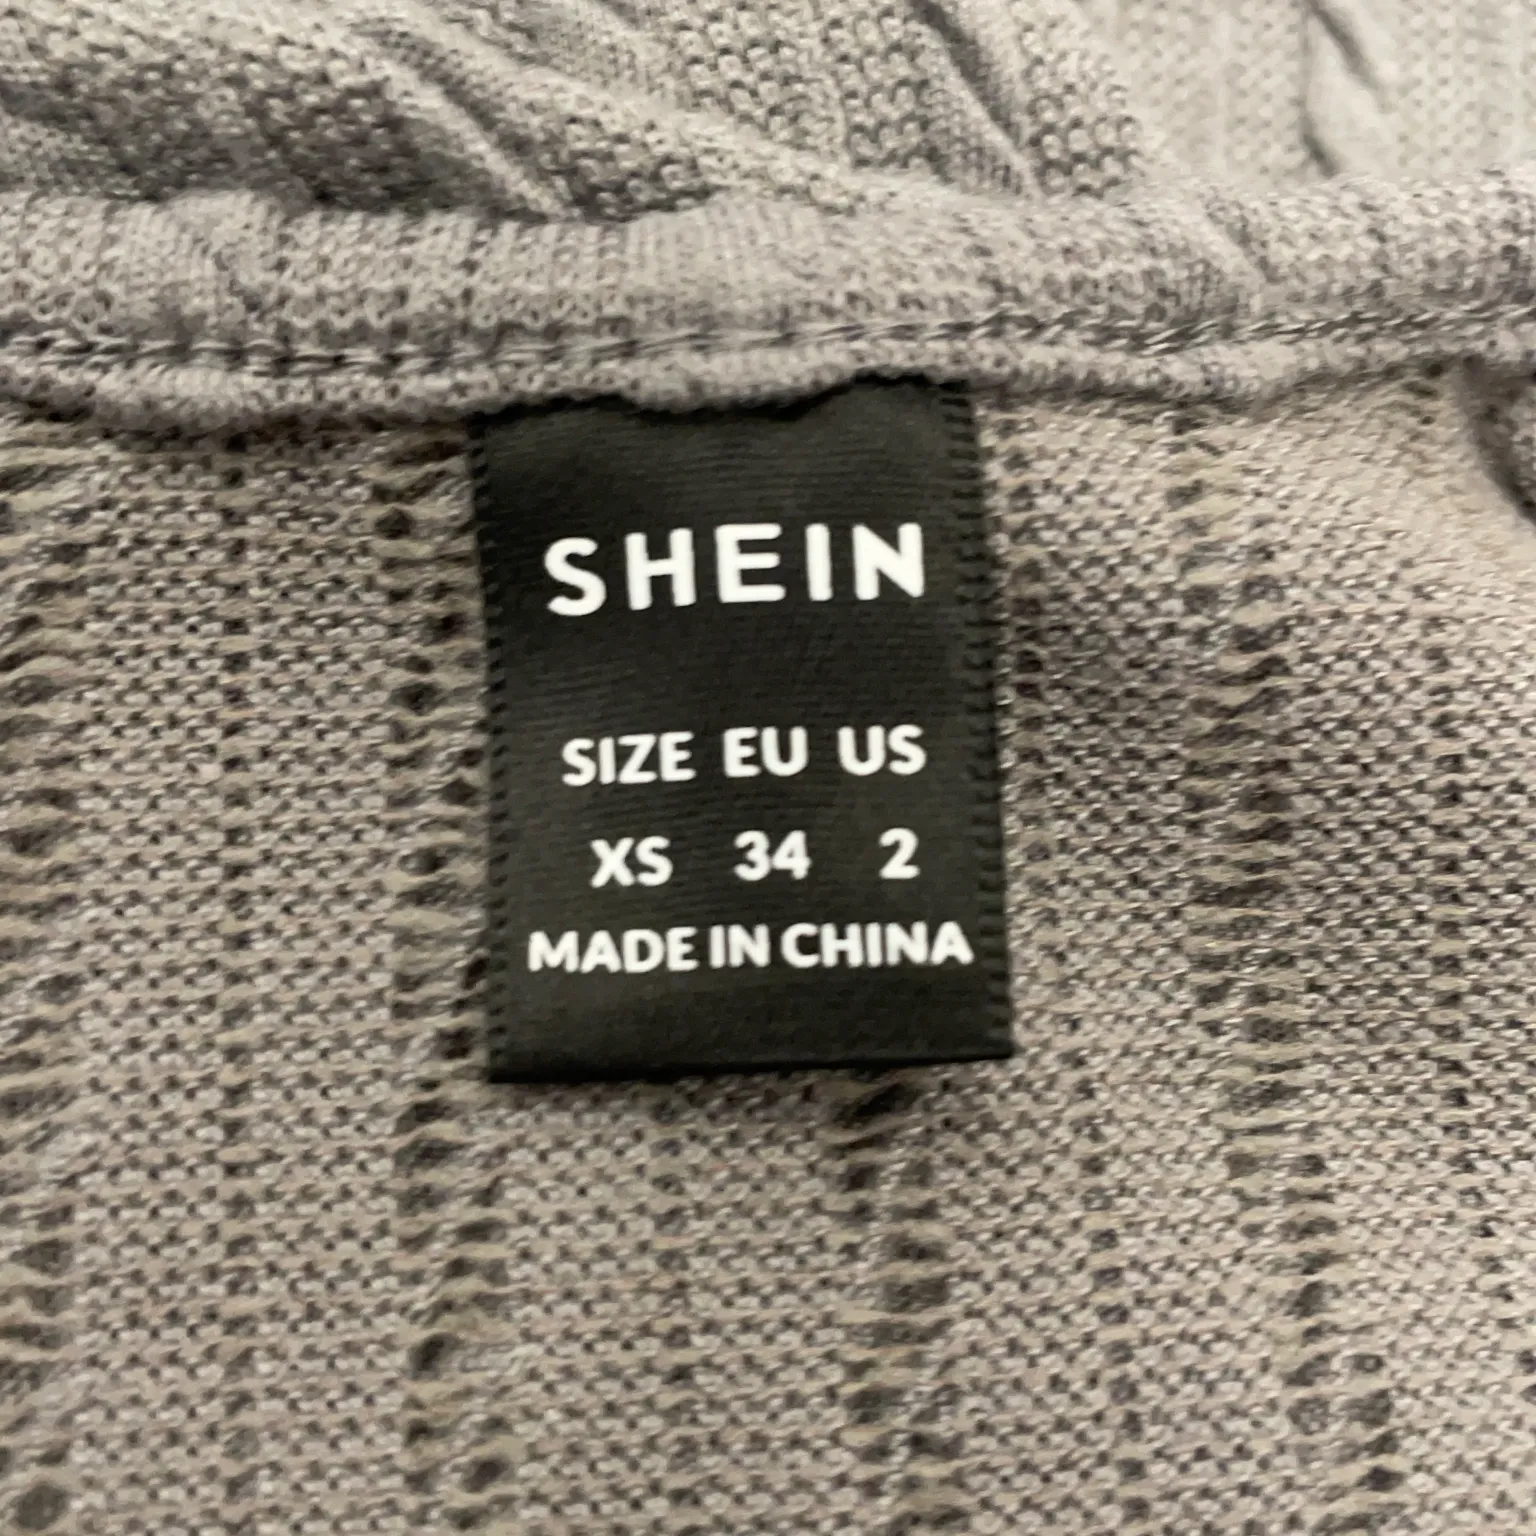 SHEIN
SIZE EU US
XS 34 2
MADE IN CHINA